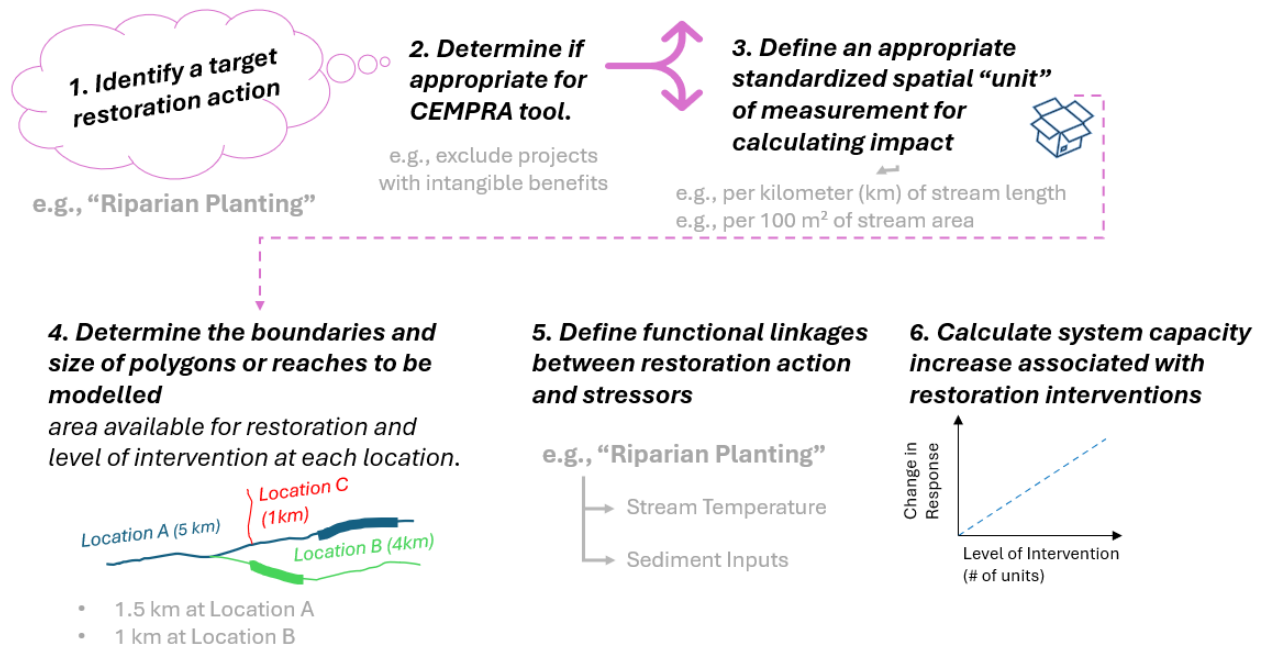 1. Identify a target
restoration action
e.g., “Riparian Planting”
2. Determine if
appropriate for
CEMPRA tool.
e.g., exclude projects
with intangible benefits
3. Define an appropriate
standardized spatial “unit”
of measurement for
calculating impact
e.g., per kilometer (km) of stream length
e.g., per 100 m² of stream area
4. Determine the boundaries and
size of polygons or reaches to be
modelled
area available for restoration and
level of intervention at each location.
Location C
(1km)
Location A (5 km)
Location B (4km)
• 1.5 km at Location A
• 1 km at Location B
5. Define functional linkages
between restoration action
and stressors
e.g., “Riparian Planting”
Stream Temperature
Sediment Inputs
6. Calculate system capacity
increase associated with
restoration interventions
Change in
Response
Level of Intervention
(# of units)